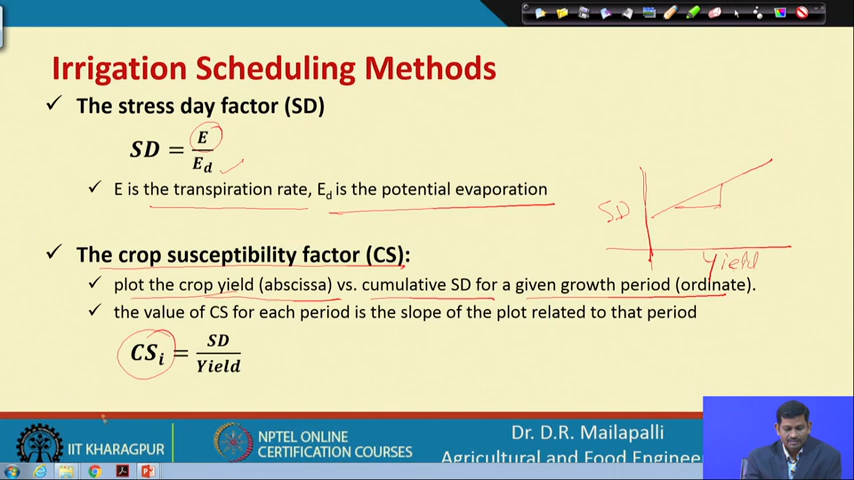 Irrigation Scheduling Methods
✓ The stress day factor (SD)
SD = E / E_d
✓ E is the transpiration rate, E_d is the potential evaporation
SD
Yield
✓ The crop susceptibility factor (CS):
✓ plot the crop yield (abscissa) vs. cumulative SD for a given growth period (ordinate).
✓ the value of CS for each period is the slope of the plot related to that period
CS_i = SD / Yield
IIT KHARAGPUR
NPTEL ONLINE
CERTIFICATION COURSES
Dr. D.R. Mailapalli
Agricultural and Food Engineer